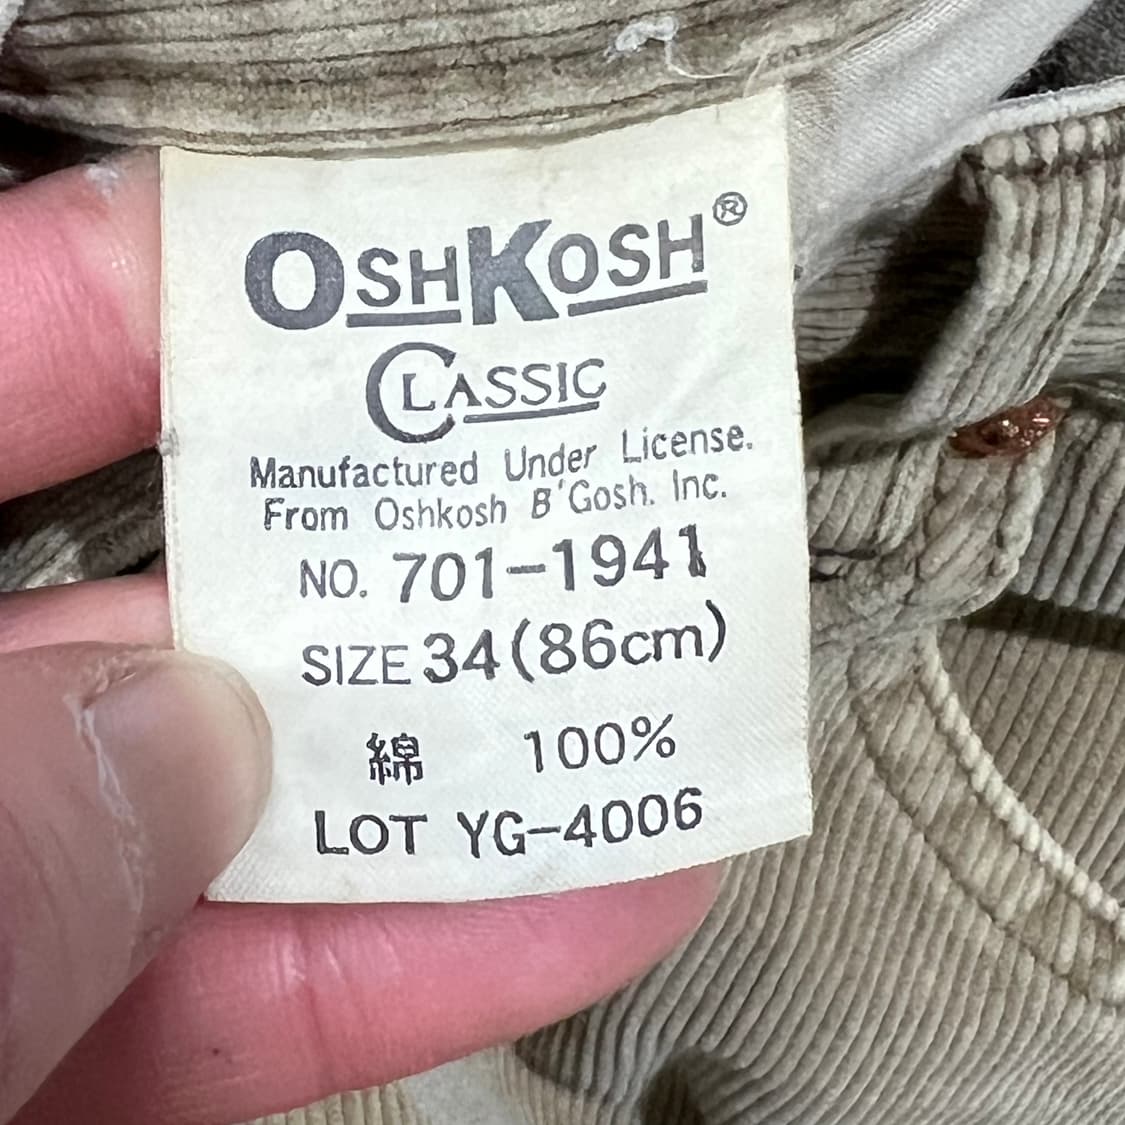 OSHKOSH®
CLASSIC
Manufactured Under License.
From Oshkosh B'Gosh. Inc.
NO. 701-1941
SIZE 34(86cm)
綿 100%
LOT YG-4006